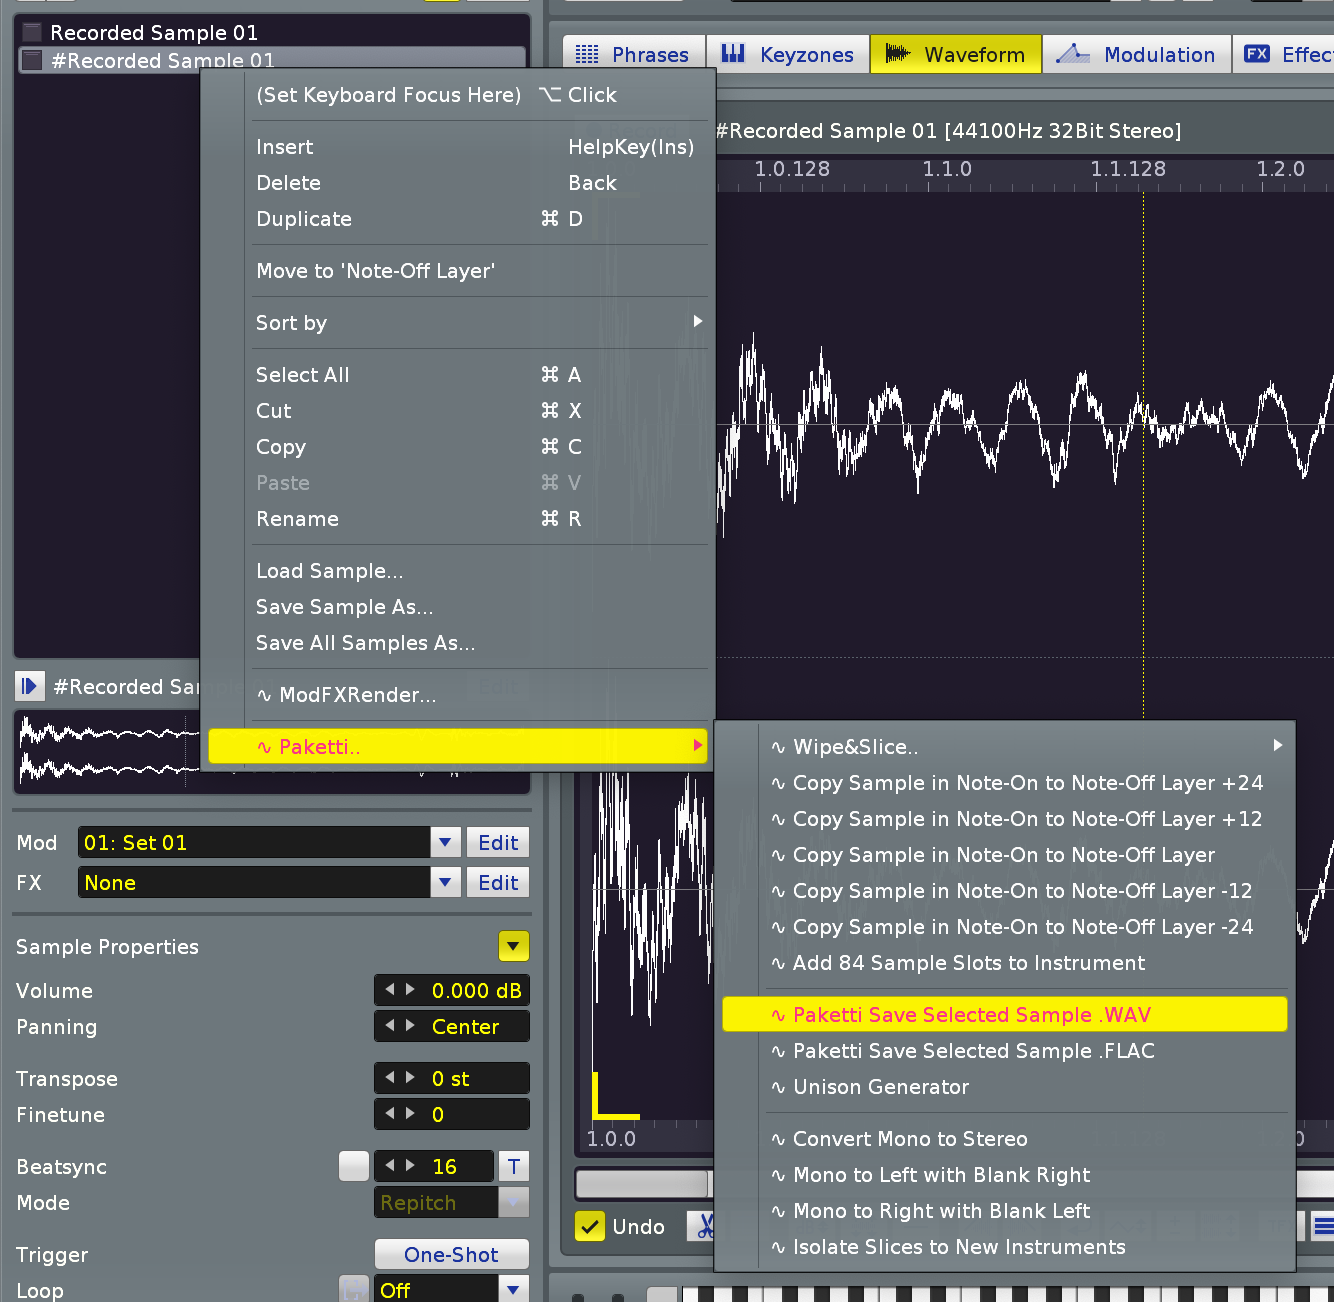 Recorded Sample 01
#Recorded Sample 01
Phrases
Keyzones
Waveform
Modulation
FX Effec
#Recorded Sample 01 [44100Hz 32Bit Stereo]
1.0.128
1.1.0
1.1.128
1.2.0
(Set Keyboard Focus Here) ⌥ Click
Insert HelpKey(Ins)
Delete Back
Duplicate ⌘ D
Move to 'Note-Off Layer'
Sort by
Select All ⌘ A
Cut ⌘ X
Copy ⌘ C
Paste ⌘ V
Rename ⌘ R
Load Sample...
Save Sample As...
Save All Samples As...
∿ ModFXRender...
∿ Paketti..
∿ Wipe&Slice..
∿ Copy Sample in Note-On to Note-Off Layer +24
∿ Copy Sample in Note-On to Note-Off Layer +12
∿ Copy Sample in Note-On to Note-Off Layer
∿ Copy Sample in Note-On to Note-Off Layer -12
∿ Copy Sample in Note-On to Note-Off Layer -24
∿ Add 84 Sample Slots to Instrument
∿ Paketti Save Selected Sample .WAV
∿ Paketti Save Selected Sample .FLAC
∿ Unison Generator
∿ Convert Mono to Stereo
∿ Mono to Left with Blank Right
∿ Mono to Right with Blank Left
∿ Isolate Slices to New Instruments
#Recorded Sa
Mod 01: Set 01 Edit
FX None Edit
Sample Properties
Volume 0.000 dB
Panning Center
Transpose 0 st
Finetune 0
Beatsync 16 T
Mode Repitch
Trigger One-Shot
Loop Off
1.0.0
Undo